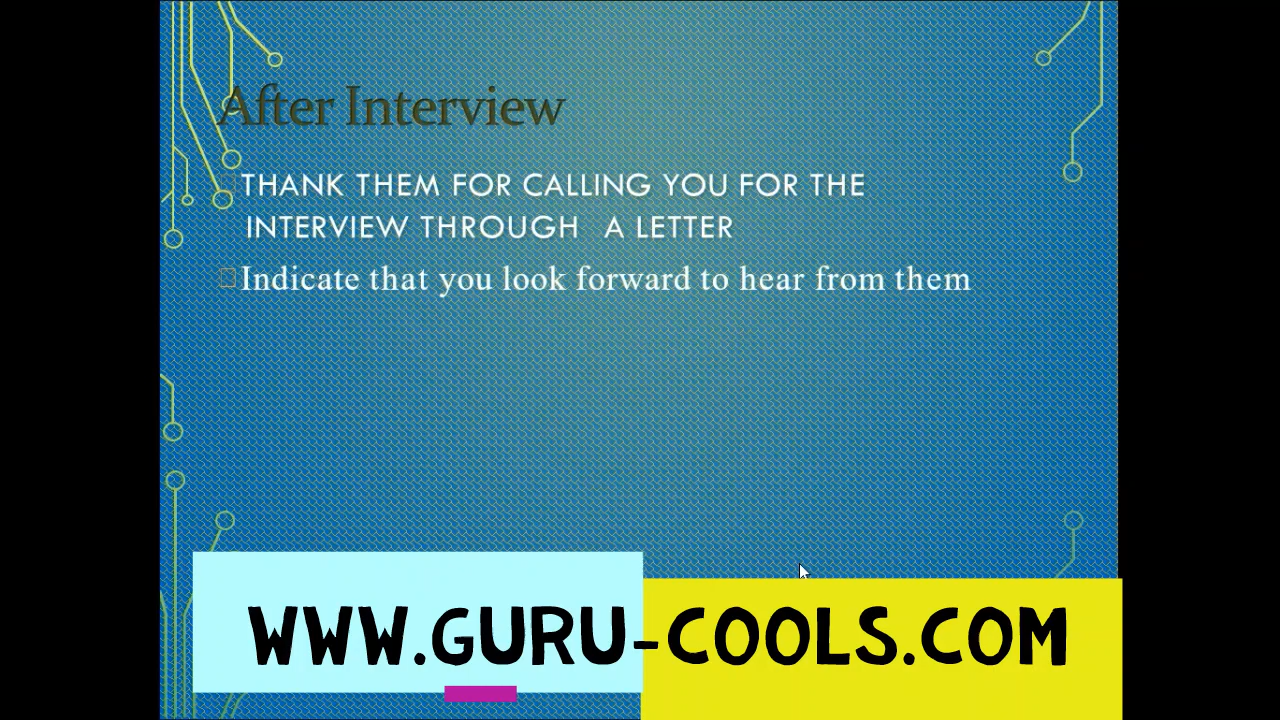 After Interview
THANK THEM FOR CALLING YOU FOR THE
INTERVIEW THROUGH A LETTER
Indicate that you look forward to hear from them
WWW.GURU-COOLS.COM